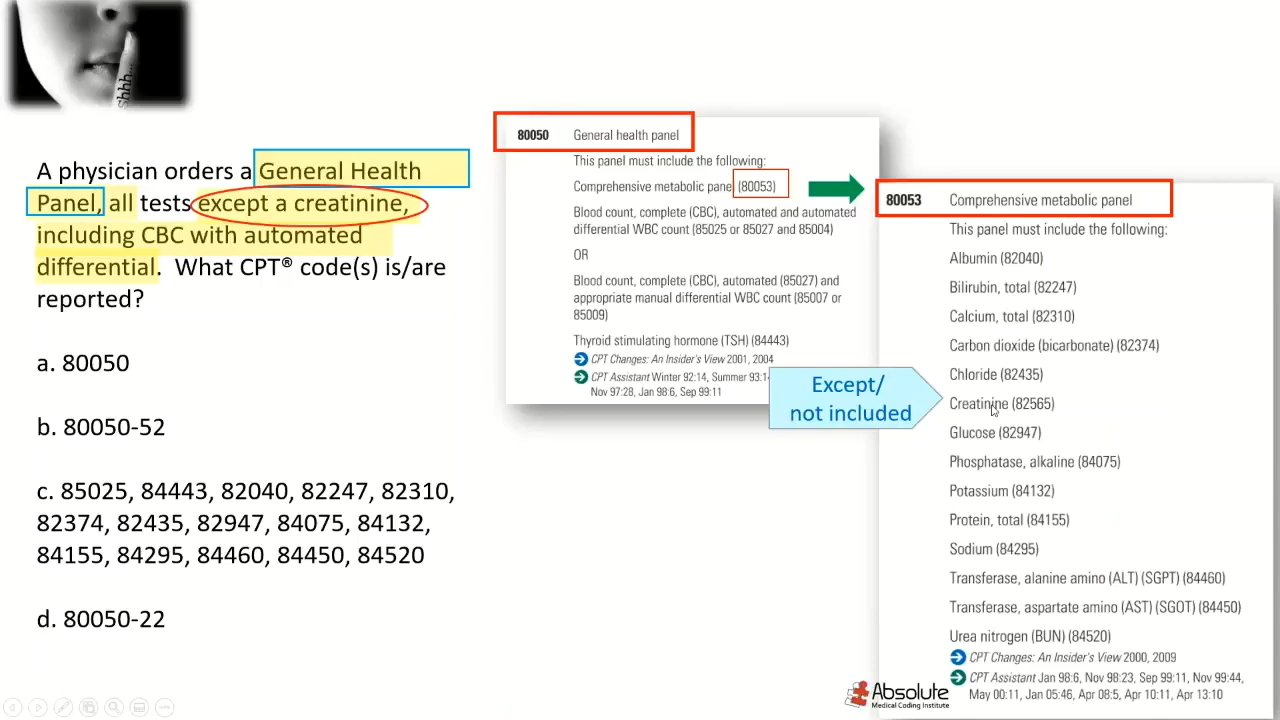 shhh...
A physician orders a General Health
Panel, all tests except a creatinine,
including CBC with automated
differential. What CPT® code(s) is/are
reported?
a. 80050
b. 80050-52
c. 85025, 84443, 82040, 82247, 82310,
82374, 82435, 82947, 84075, 84132,
84155, 84295, 84460, 84450, 84520
d. 80050-22
80050 General health panel
This panel must include the following:
Comprehensive metabolic panel (80053)
Blood count, complete (CBC), automated and automated
differential WBC count (85025 or 85027 and 85004)
OR
Blood count, complete (CBC), automated (85027) and
appropriate manual differential WBC count (85007 or
85009)
Thyroid stimulating hormone (TSH) (84443)
CPT Changes: An Insider's View 2001, 2004
CPT Assistant Winter 92:14, Summer 93:14
Nov 97:28, Jan 98:6, Sep 99:11
Except/
not included
80053 Comprehensive metabolic panel
This panel must include the following:
Albumin (82040)
Bilirubin, total (82247)
Calcium, total (82310)
Carbon dioxide (bicarbonate) (82374)
Chloride (82435)
Creatinine (82565)
Glucose (82947)
Phosphatase, alkaline (84075)
Potassium (84132)
Protein, total (84155)
Sodium (84295)
Transferase, alanine amino (ALT) (SGPT) (84460)
Transferase, aspartate amino (AST) (SGOT) (84450)
Urea nitrogen (BUN) (84520)
CPT Changes: An Insider's View 2000, 2009
CPT Assistant Jan 98:6, Nov 98:23, Sep 99:11, Nov 99:44,
May 00:11, Jan 05:46, Apr 08:5, Apr 10:11, Apr 13:10
Absolute
Medical Coding Institute